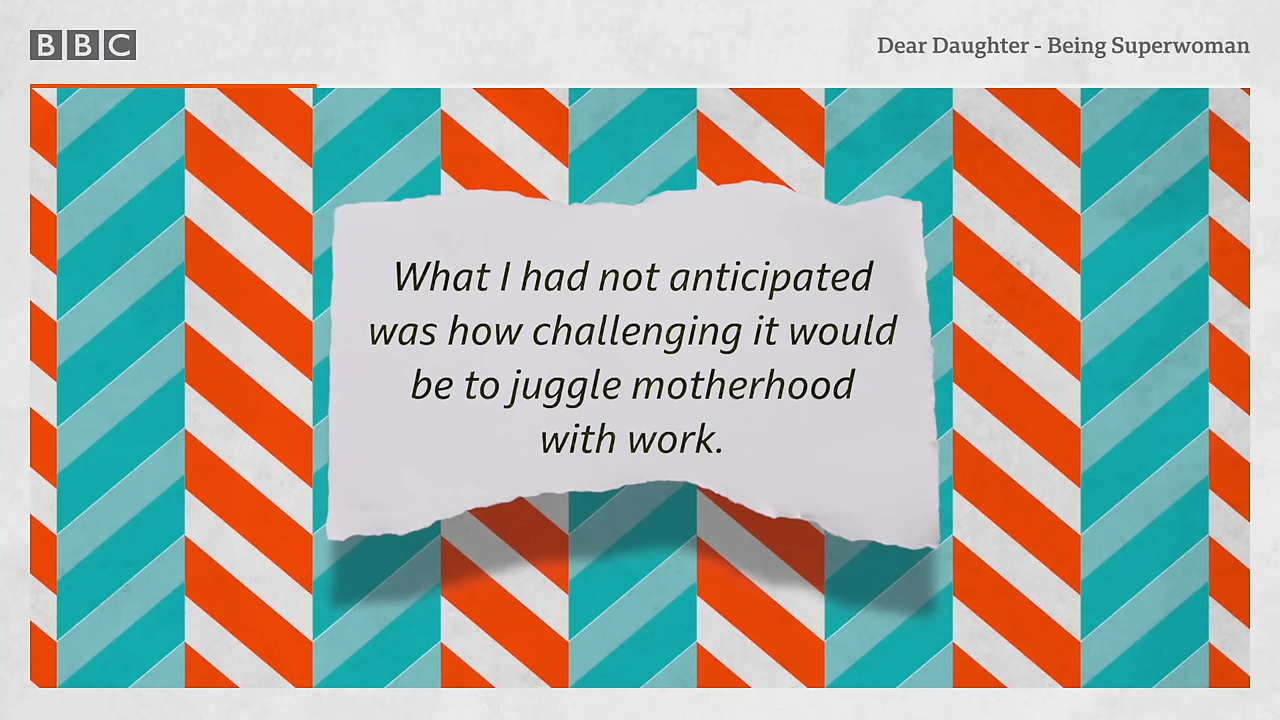 BBC
Dear Daughter - Being Superwoman
What I had not anticipated
was how challenging it would
be to juggle motherhood
with work.